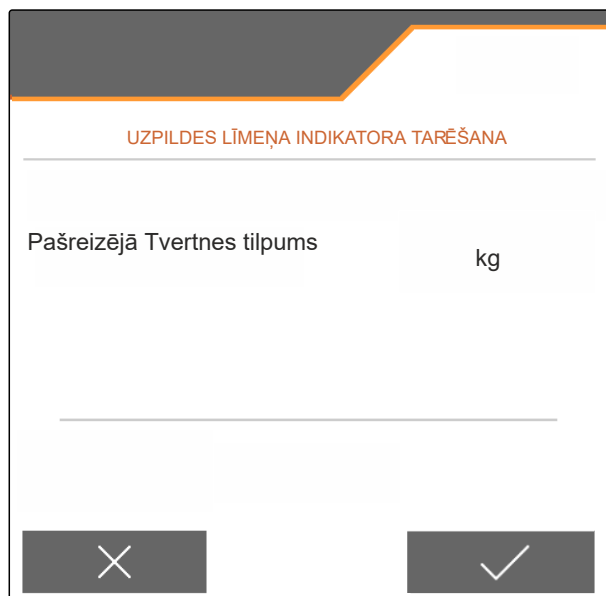 UZPILDES LĪMEŅA INDIKATORA TARĒŠANA
Pašreizējā Tvertnes tilpums
kg